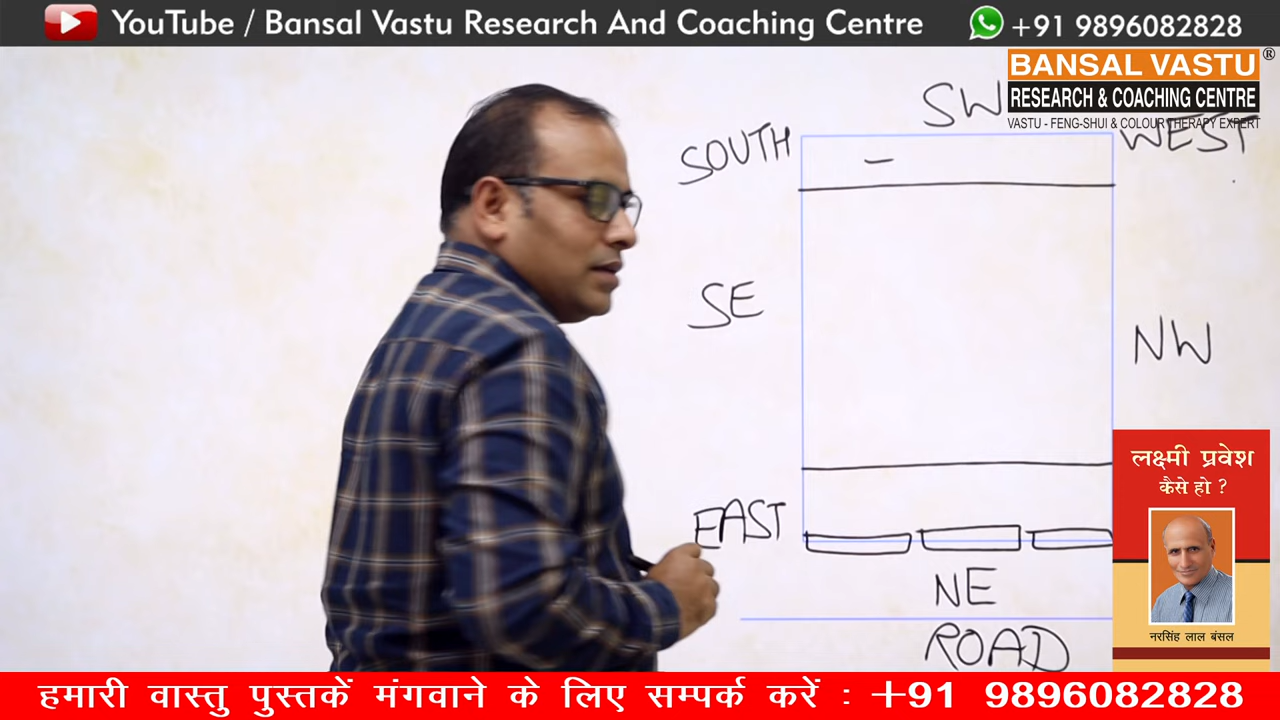 YouTube / Bansal Vastu Research And Coaching Centre
+91 9896082828
BANSAL VASTU®
RESEARCH & COACHING CENTRE
VASTU - FENG-SHUI & COLOUR THERAPY EXPERT
SW
SOUTH
WEST
SE
NW
EAST
NE
ROAD
लक्ष्मी प्रवेश
कैसे हो ?
नरसिंह लाल बंसल
हमारी वास्तु पुस्तकें मंगवाने के लिए सम्पर्क करें : +91 9896082828